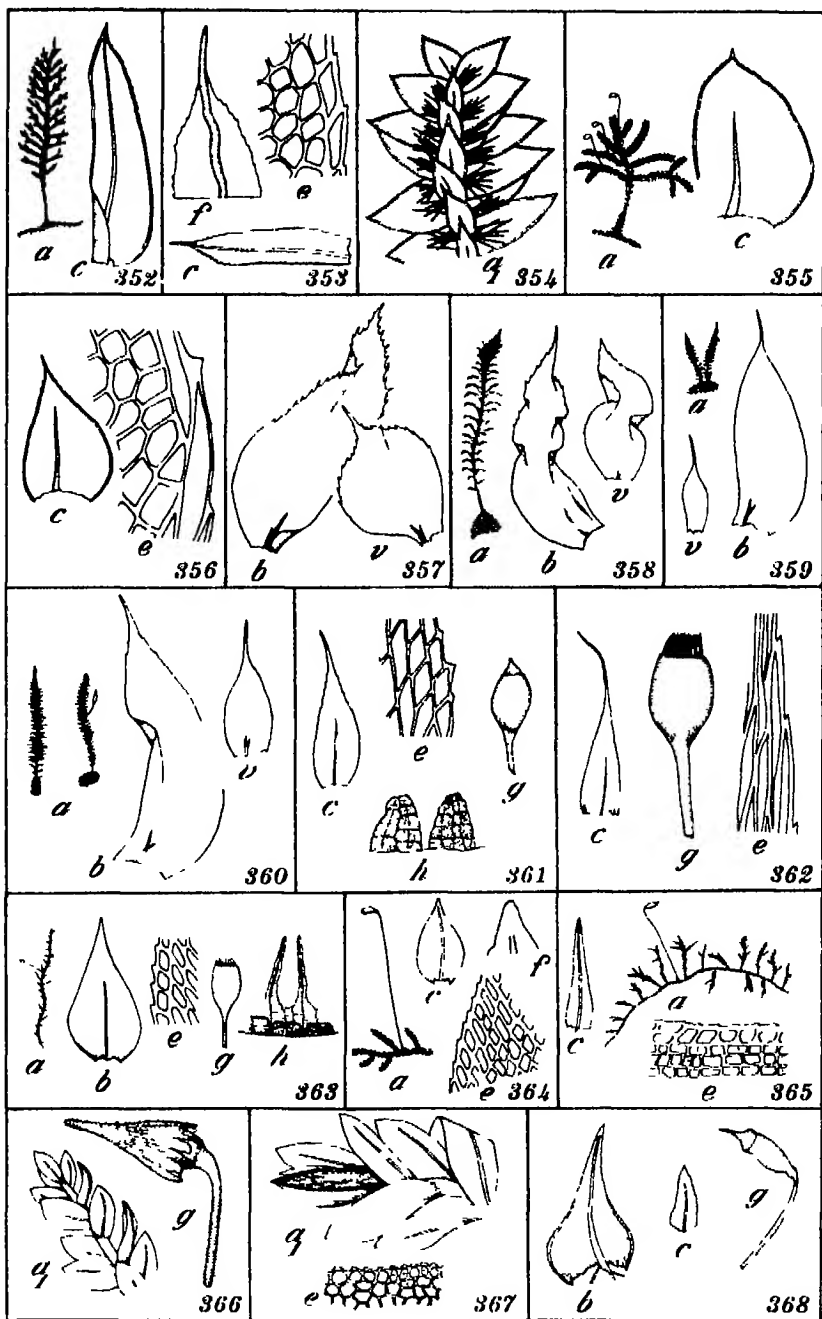 a c 352
f e c 353
q 354
a c 355
c e 356
b v 357
a b v 358
a v b 359
a b v 360
c e g h 361
c g e 362
a b e g h 363
a c f e 364
c a e 365
q g 366
q e 367
b c g 368